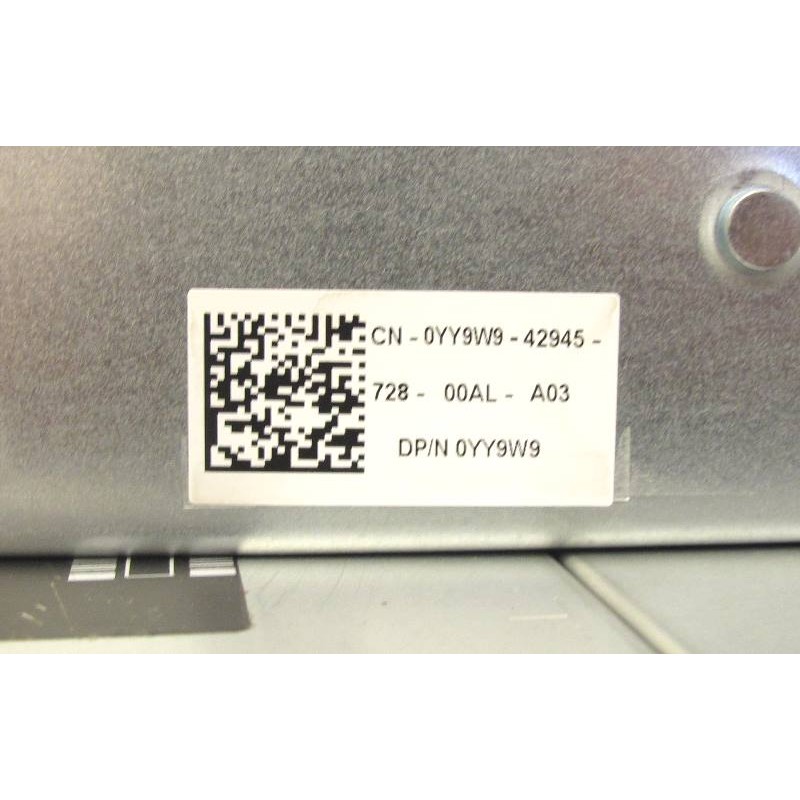 CN - 0YY9W9 - 42945 -
728 - 00AL - A03
DP/N 0YY9W9